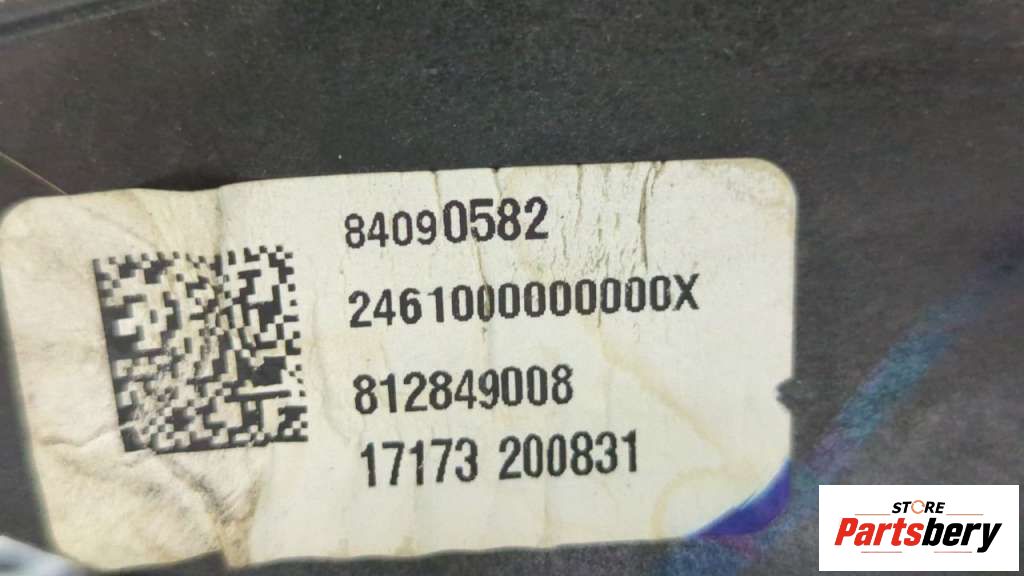 84090582
2461000000000X
812849008
17173 200831
STORE
Partsbery